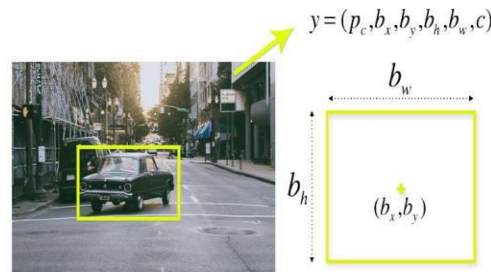 y = (p_c, b_x, b_y, b_h, b_w, c)
b_w
b_h
(b_x, b_y)